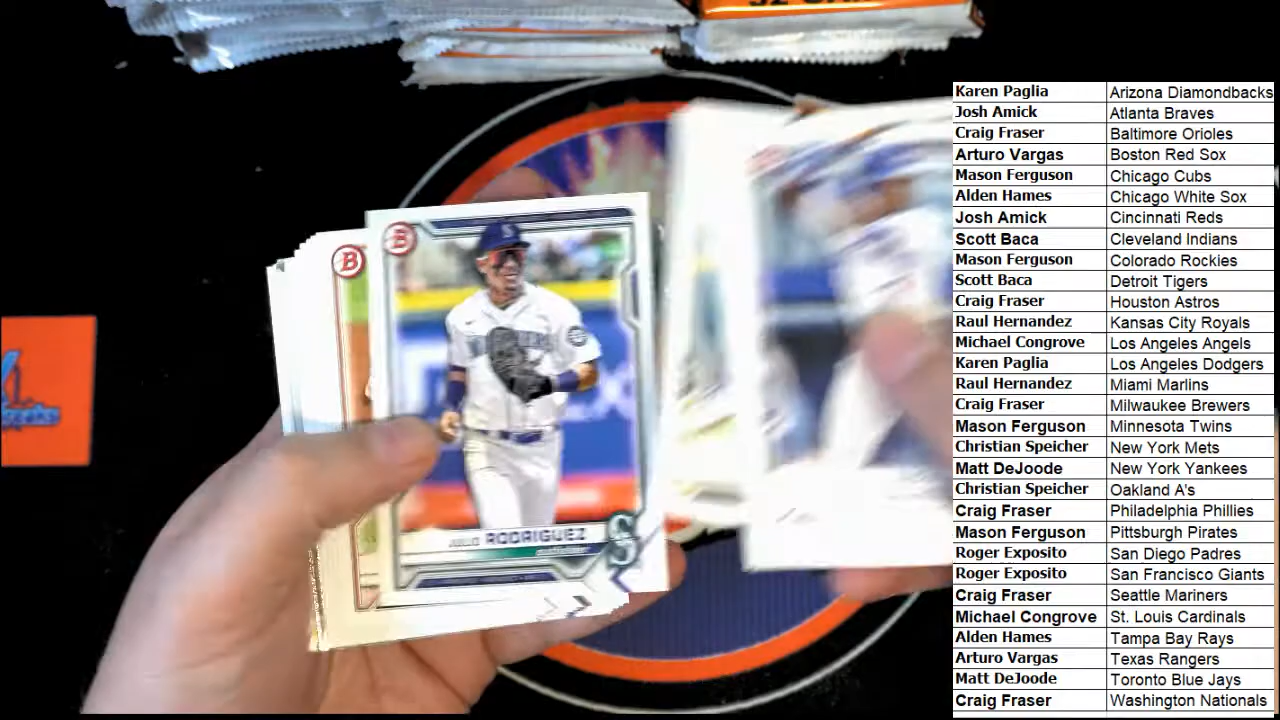 Karen Paglia Arizona Diamondbacks
Josh Amick Atlanta Braves
Craig Fraser Baltimore Orioles
Arturo Vargas Boston Red Sox
Mason Ferguson Chicago Cubs
Alden Hames Chicago White Sox
Josh Amick Cincinnati Reds
Scott Baca Cleveland Indians
Mason Ferguson Colorado Rockies
Scott Baca Detroit Tigers
Craig Fraser Houston Astros
Raul Hernandez Kansas City Royals
Michael Congrove Los Angeles Angels
Karen Paglia Los Angeles Dodgers
Raul Hernandez Miami Marlins
Craig Fraser Milwaukee Brewers
Mason Ferguson Minnesota Twins
Christian Speicher New York Mets
Matt DeJoode New York Yankees
Christian Speicher Oakland A's
Craig Fraser Philadelphia Phillies
Mason Ferguson Pittsburgh Pirates
Roger Exposito San Diego Padres
Roger Exposito San Francisco Giants
Craig Fraser Seattle Mariners
Michael Congrove St. Louis Cardinals
Alden Hames Tampa Bay Rays
Arturo Vargas Texas Rangers
Matt DeJoode Toronto Blue Jays
Craig Fraser Washington Nationals
B
B
S
JULIO RODRIGUEZ
S